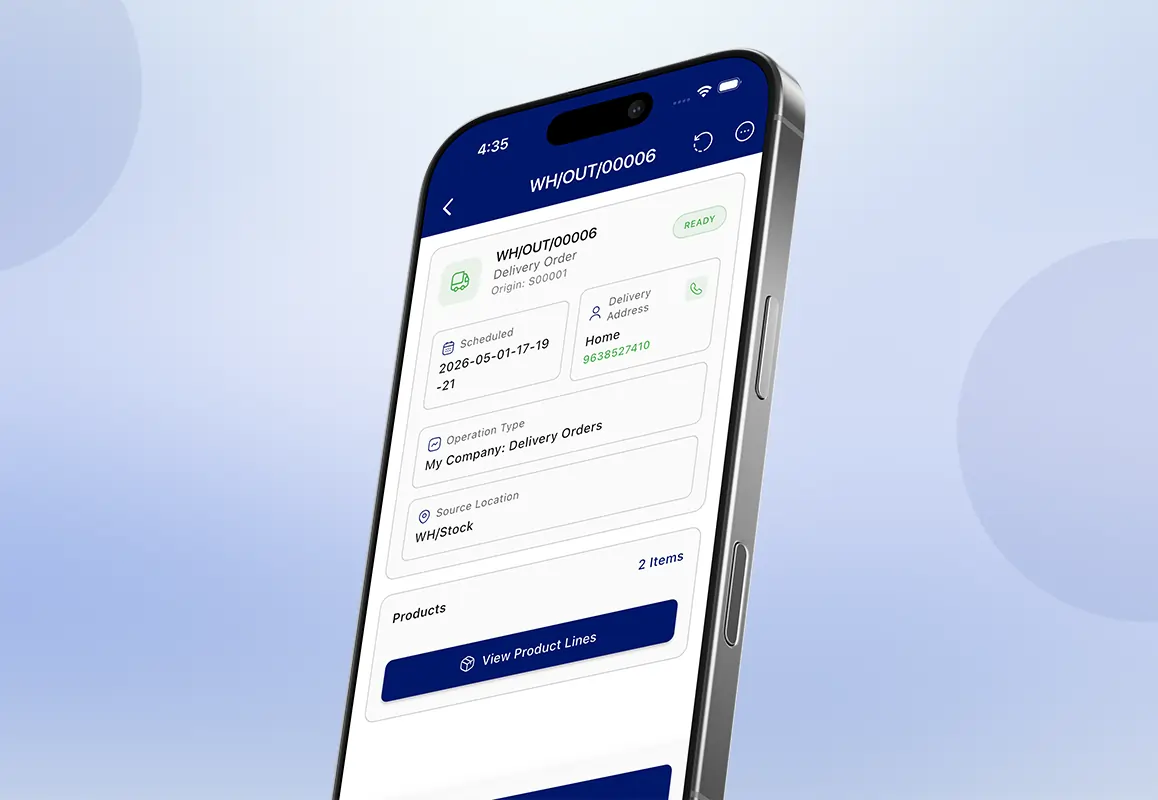 4:35
WH/OUT/00006
WH/OUT/00006
Delivery Order
Origin: S00001
READY
Scheduled
2026-05-01-17-19
-21
Delivery
Address
Home
9638527410
Operation Type
My Company: Delivery Orders
Source Location
WH/Stock
2 Items
Products
View Product Lines